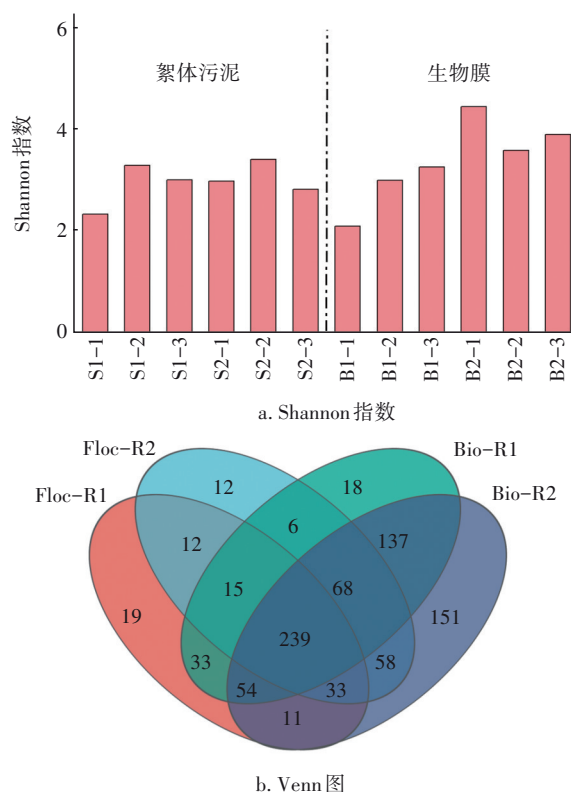 6
絮体污泥
生物膜
4
Shannon指数
2
0
S1-1
S1-2
S1-3
S2-1
S2-2
S2-3
B1-1
B1-2
B1-3
B2-1
B2-2
B2-3
a. Shannon指数
Floc-R2
Bio-R1
Floc-R1
Bio-R2
12
18
12
6
137
15
68
19
151
239
33
58
54
33
11
b. Venn图